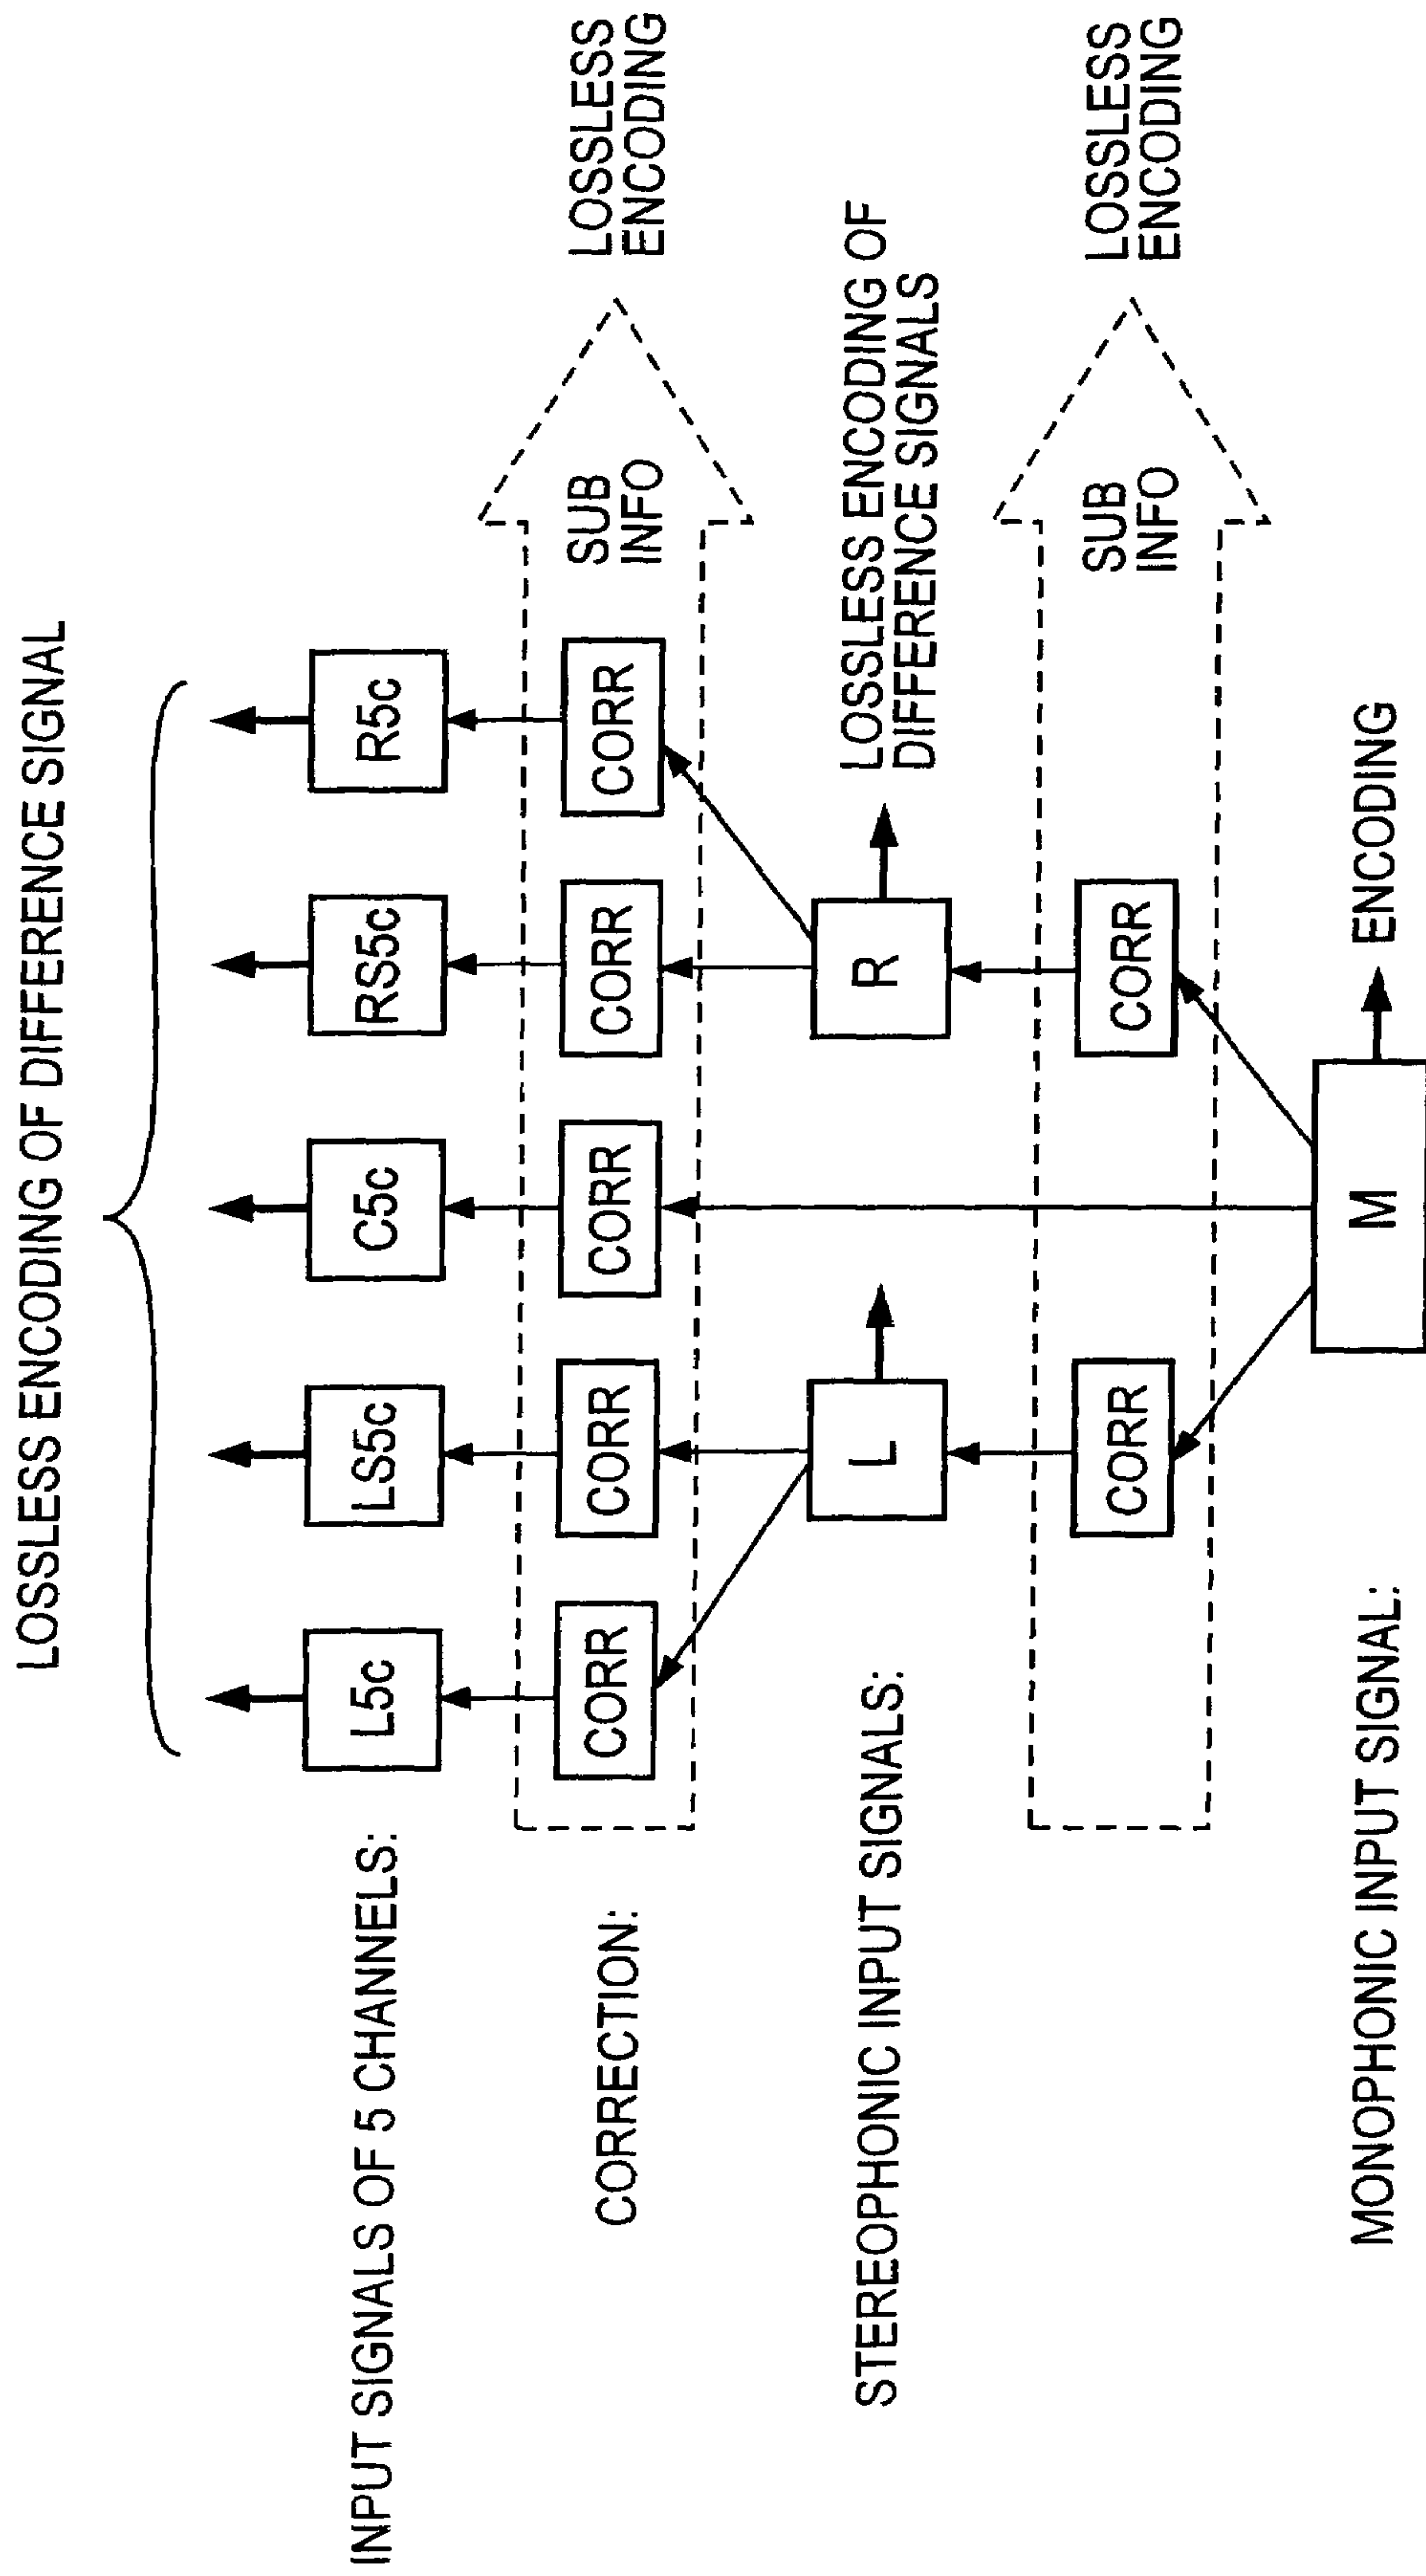 LOSSLESS ENCODING OF DIFFERENCE SIGNAL
INPUT SIGNALS OF 5 CHANNELS:
L5c
LS5c
C5c
RS5c
R5c
CORRECTION:
CORR
CORR
CORR
CORR
CORR
SUB
INFO
LOSSLESS
ENCODING
STEREOPHONIC INPUT SIGNALS:
L
R
LOSSLESS ENCODING OF
DIFFERENCE SIGNALS
CORR
CORR
SUB
INFO
LOSSLESS
ENCODING
MONOPHONIC INPUT SIGNAL:
M
ENCODING